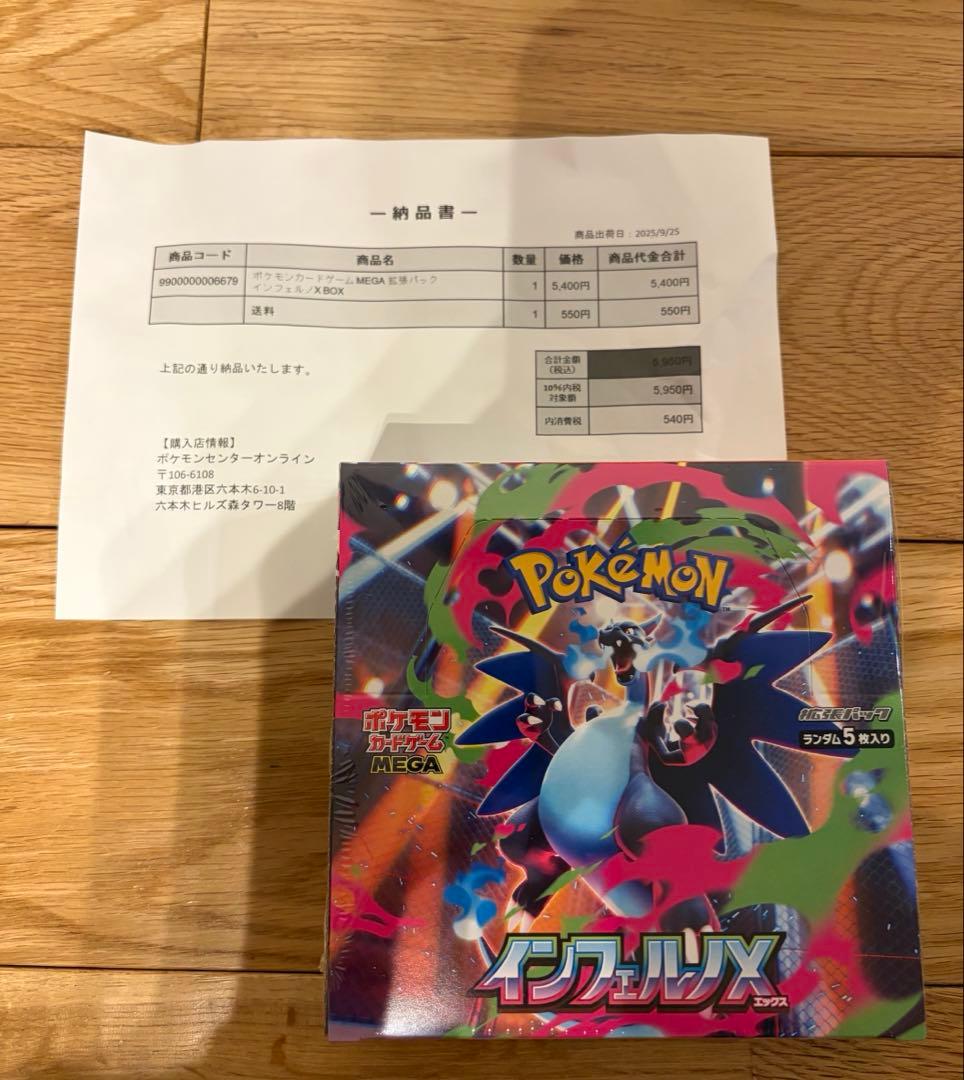 ー納品書ー
商品出荷日：2025/9/25
商品コード 商品名 数量 価格 商品代金合計
9900000006679 ポケモンカードゲームMEGA 拡張パック
インフェルノX BOX 1 5,400円 5,400円
送料 1 550円 550円
合計金額
(税込) 5,950円
10%内税
対象額 5,950円
内消費税 540円
上記の通り納品いたします。
【購入店情報】
ポケモンセンターオンライン
〒106-6108
東京都港区六本木6-10-1
六本木ヒルズ森タワー8階
POKéMON
TM
ポケモン
カードゲーム
MEGA
拡張パック
ランダム5枚入り
インフェルノX
エックス